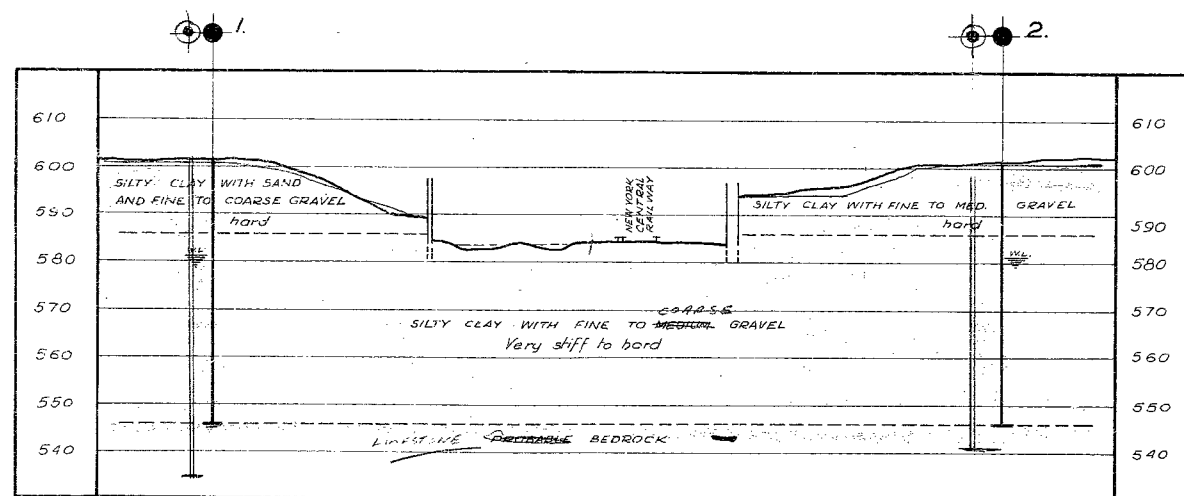 1.
2.
610
610
600
600
SILTY CLAY WITH SAND
AND FINE TO COARSE GRAVEL
hard
NEW YORK
CENTRAL
RAILWAY
SILTY CLAY WITH FINE TO MED. GRAVEL
hard
590
590
W.L.
W.L.
580
580
570
570
COARSE
SILTY CLAY WITH FINE TO MEDIUM GRAVEL
Very stiff to hard
560
560
550
550
LIMESTONE PROBABLE BEDROCK
540
540